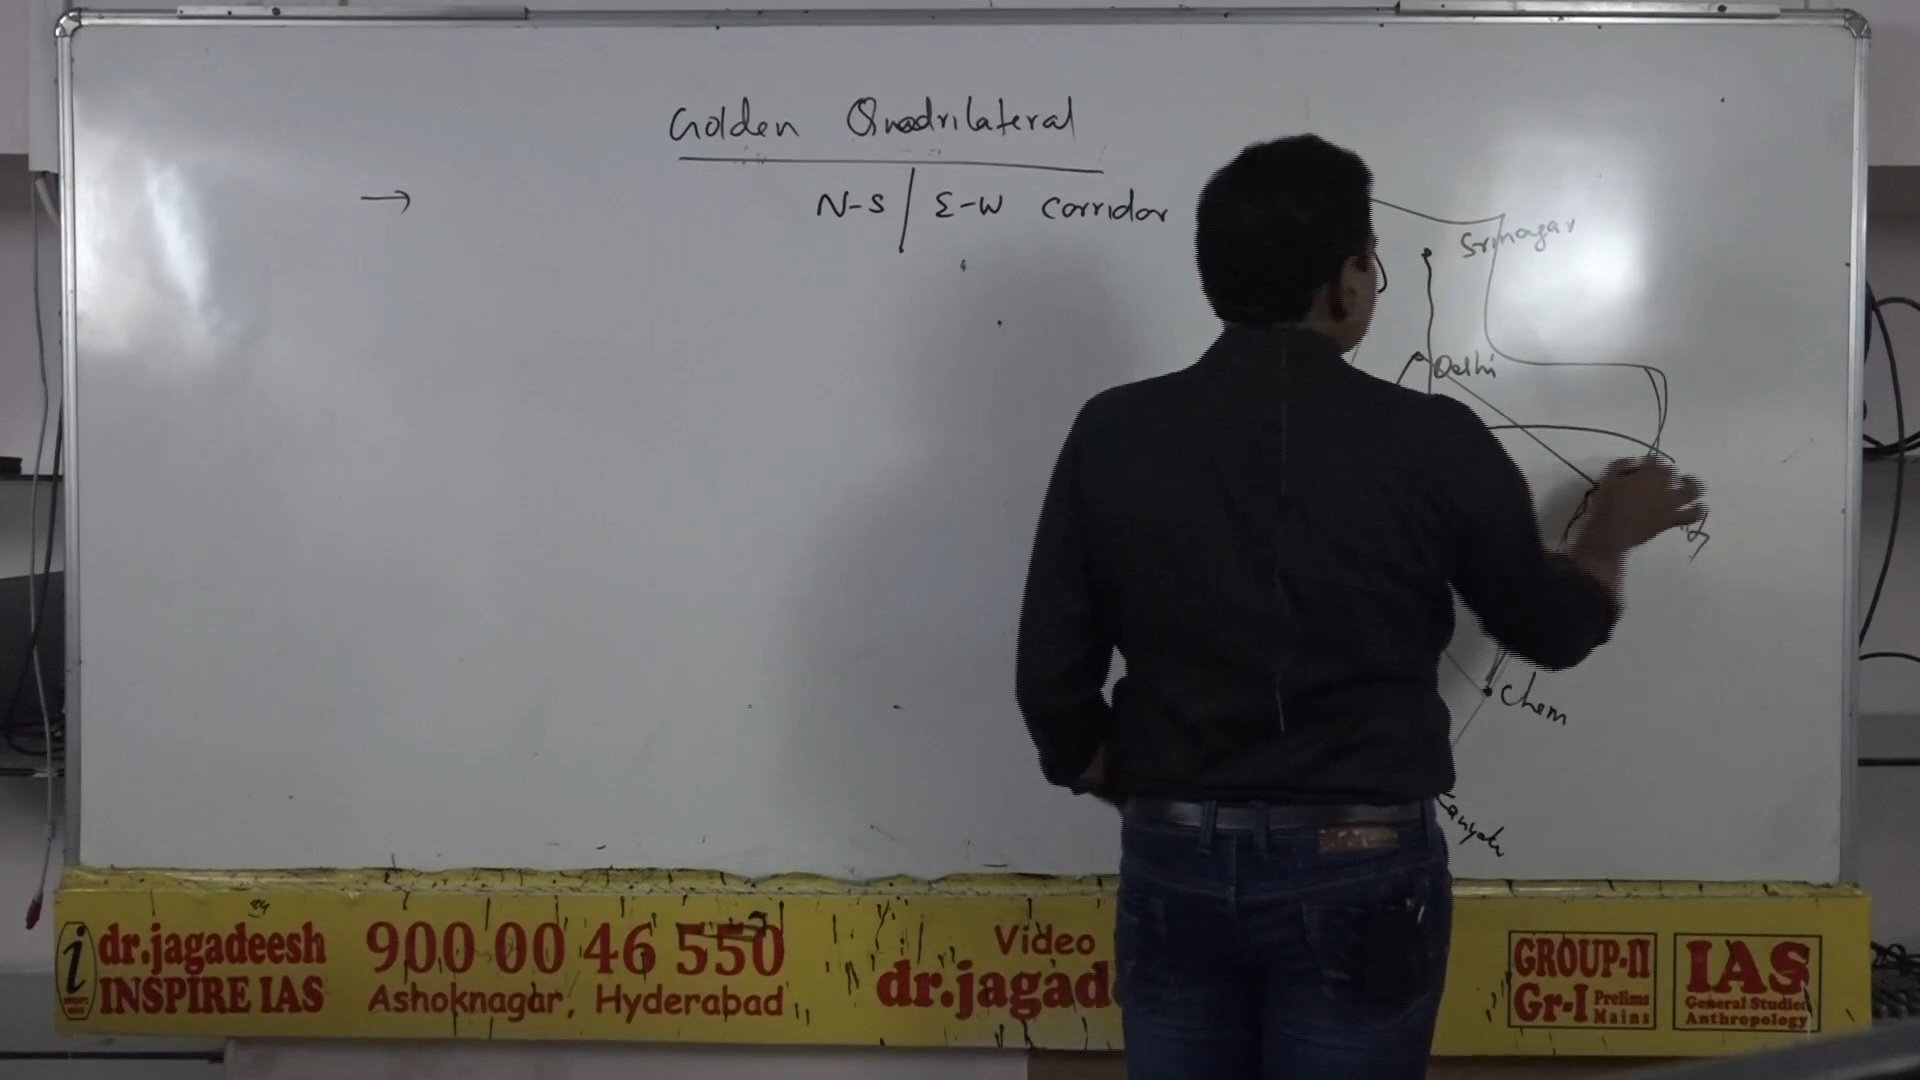 Golden Quadrilateral
→ N-S / E-W corridor
Srinagar
Delhi
Chenn
Kanyak
i dr.jagadeesh INSPIRE IAS
900 00 46 550
Ashoknagar, Hyderabad
Video
dr.jagad
GROUP-II
Gr-I Prelims Mains
IAS
General Studies
Anthropology